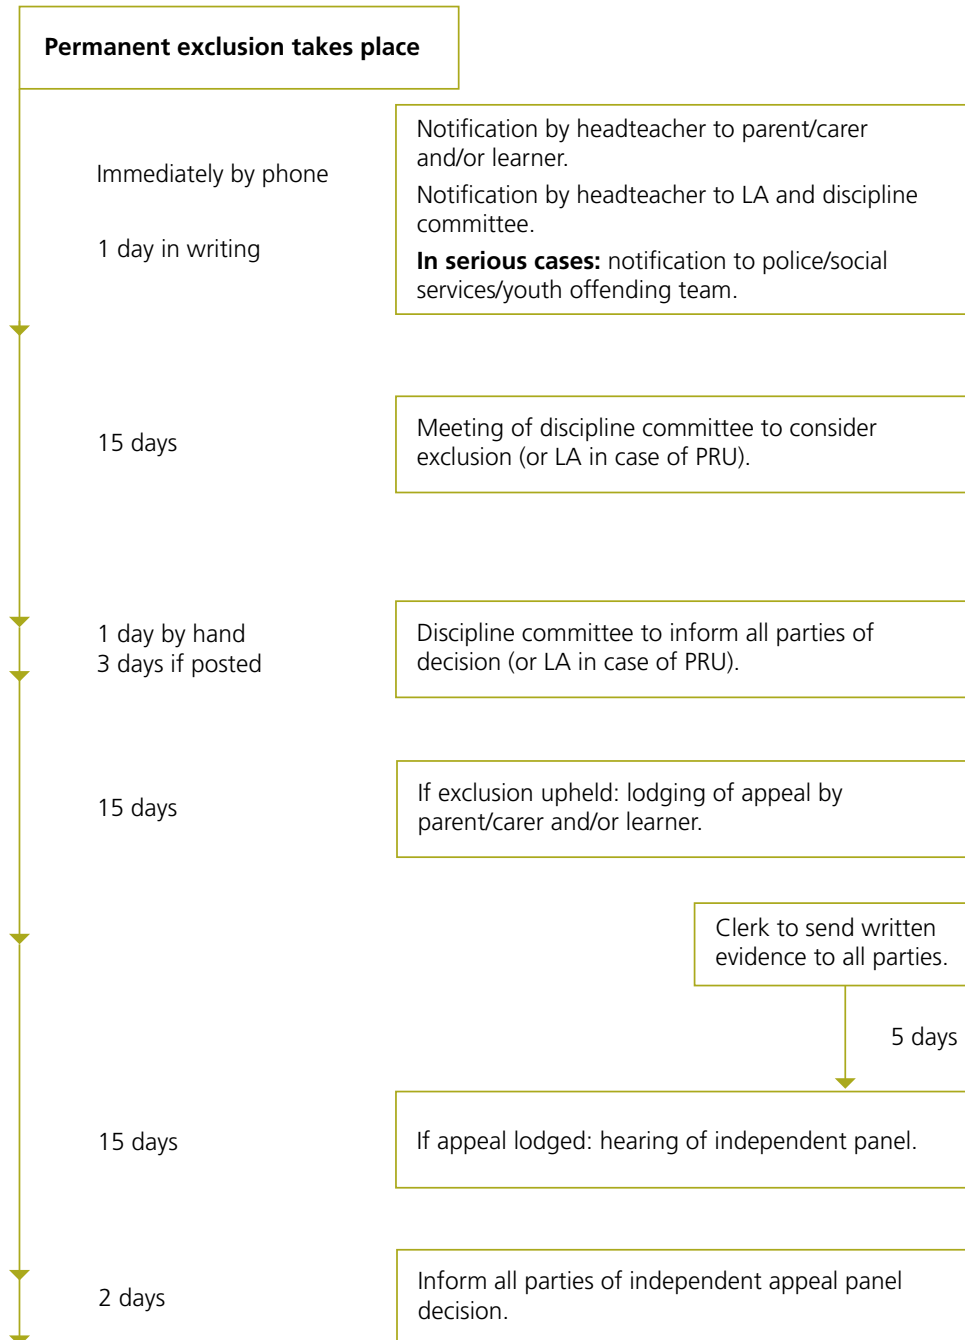 Permanent exclusion takes place
Immediately by phone
1 day in writing
Notification by headteacher to parent/carer
and/or learner.
Notification by headteacher to LA and discipline
committee.
In serious cases: notification to police/social
services/youth offending team.
15 days
Meeting of discipline committee to consider
exclusion (or LA in case of PRU).
1 day by hand
3 days if posted
Discipline committee to inform all parties of
decision (or LA in case of PRU).
15 days
If exclusion upheld: lodging of appeal by
parent/carer and/or learner.
Clerk to send written
evidence to all parties.
5 days
15 days
If appeal lodged: hearing of independent panel.
2 days
Inform all parties of independent appeal panel
decision.